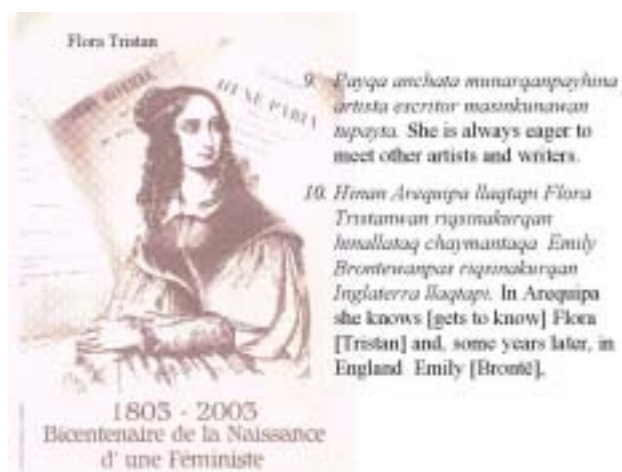 Flora Tristan
9. Payqa anchata munarqanpayhina
artista escritor masinkunawan
tupayta. She is always eager to
meet other artists and writers.
10. Hinan Arequipa llaqtapi Flora
Tristanwan riqsinakurqan
hinallataq chaymantaqa Emily
Brontewanpas riqsinakurqan
Inglaterra llaqtapi. In Arequipa
she knows [gets to know] Flora
[Tristan] and, some years later, in
England Emily [Brontë],
1803 - 2003
Bicentenaire de la Naissance
d' une Féministe